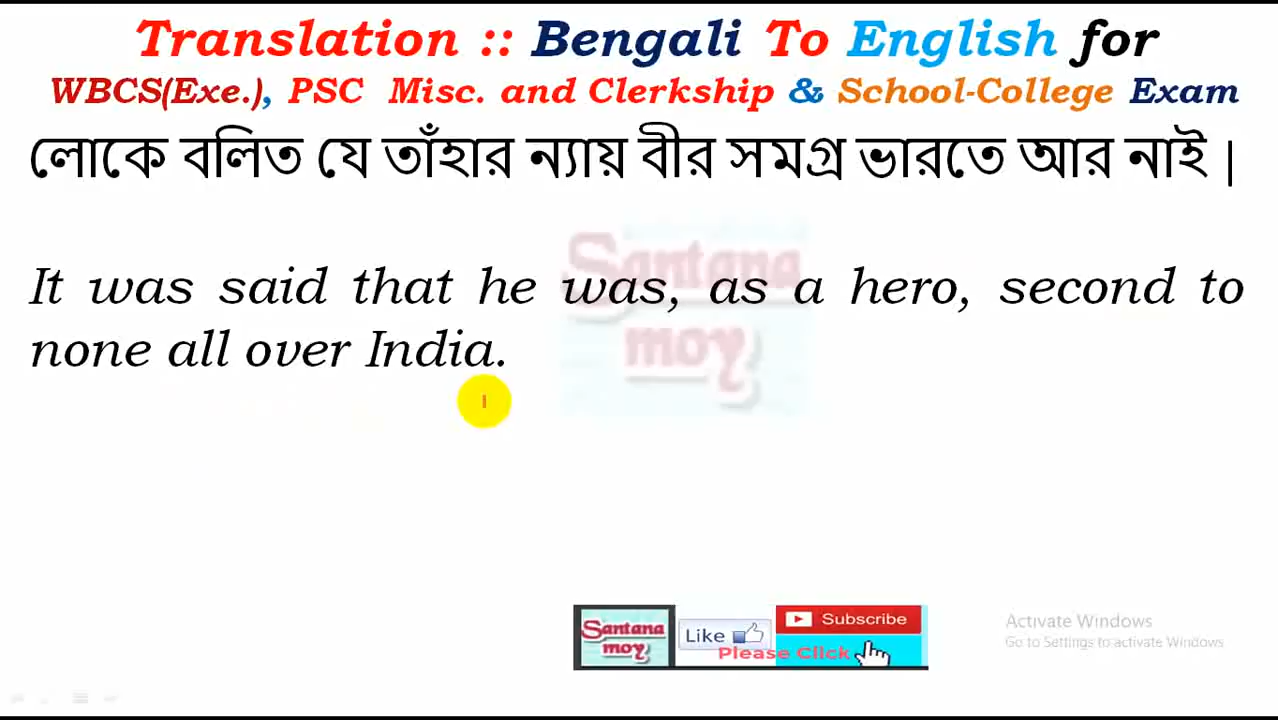 Translation :: Bengali To English for
WBCS(Exe.), PSC Misc. and Clerkship & School-College Exam
লোকে বলিত যে তাঁহার ন্যায় বীর সমগ্র ভারতে আর নাই |
Santana
moy
It was said that he was, as a hero, second to
none all over India.
Santana
moy
Like
Subscribe
Please Click
Activate Windows
Go to Settings to activate Windows